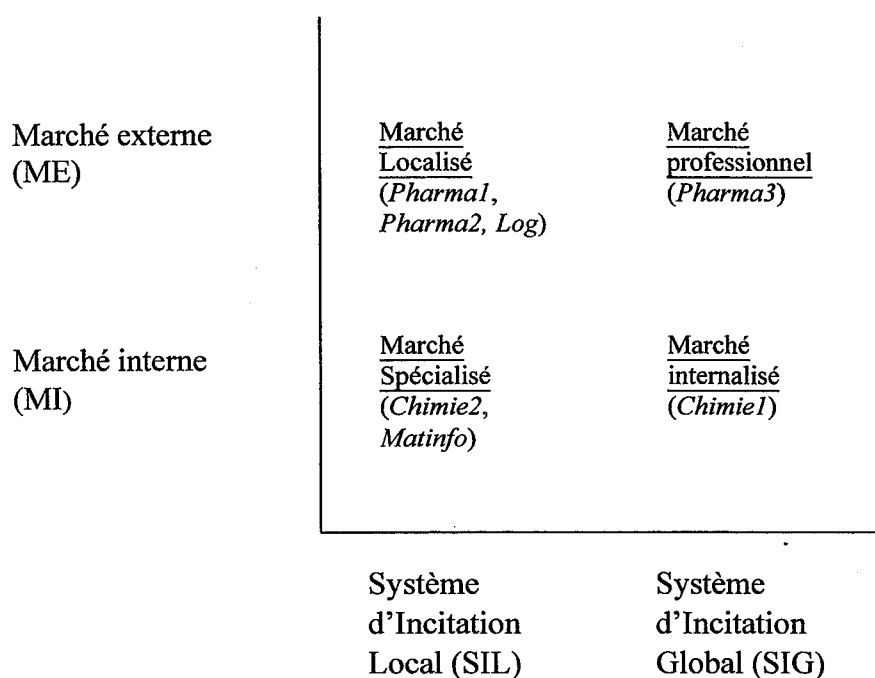 Marché externe
(ME)
Marché
Localisé
(Pharma1,
Pharma2, Log)
Marché
professionnel
(Pharma3)
Marché interne
(MI)
Marché
Spécialisé
(Chimie2,
Matinfo)
Marché
internalisé
(Chimie1)
Système
d'Incitation
Local (SIL)
Système
d'Incitation
Global (SIG)